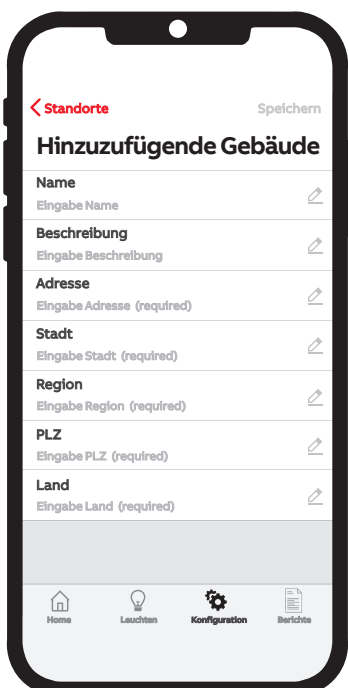 Standorte Speichern
Hinzuzufügende Gebäude
Name
Eingabe Name
Beschreibung
Eingabe Beschreibung
Adresse
Eingabe Adresse (required)
Stadt
Eingabe Stadt (required)
Region
Eingabe Region (required)
PLZ
Eingabe PLZ (required)
Land
Eingabe Land (required)
Home Leuchten Konfiguration Berichte